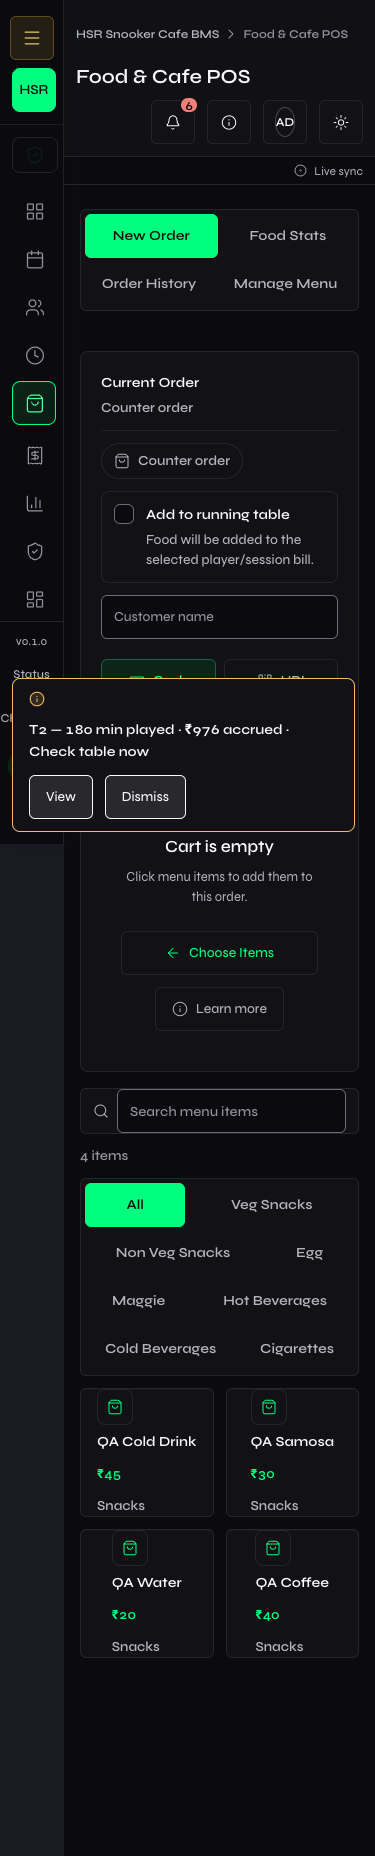 HSR Snooker Cafe BMS > Food & Cafe POS
HSR
Food & Cafe POS
6
AD
Live sync
New Order
Food Stats
Order History
Manage Menu
Current Order
Counter order
Counter order
Add to running table
Food will be added to the
selected player/session bill.
Customer name
v0.1.0
Status
T2 — 180 min played · ₹976 accrued ·
Check table now
View
Dismiss
Cart is empty
Click menu items to add them to
this order.
Choose Items
Learn more
Search menu items
4 items
All
Veg Snacks
Non Veg Snacks
Egg
Maggie
Hot Beverages
Cold Beverages
Cigarettes
QA Cold Drink
₹45
Snacks
QA Samosa
₹30
Snacks
QA Water
₹20
Snacks
QA Coffee
₹40
Snacks